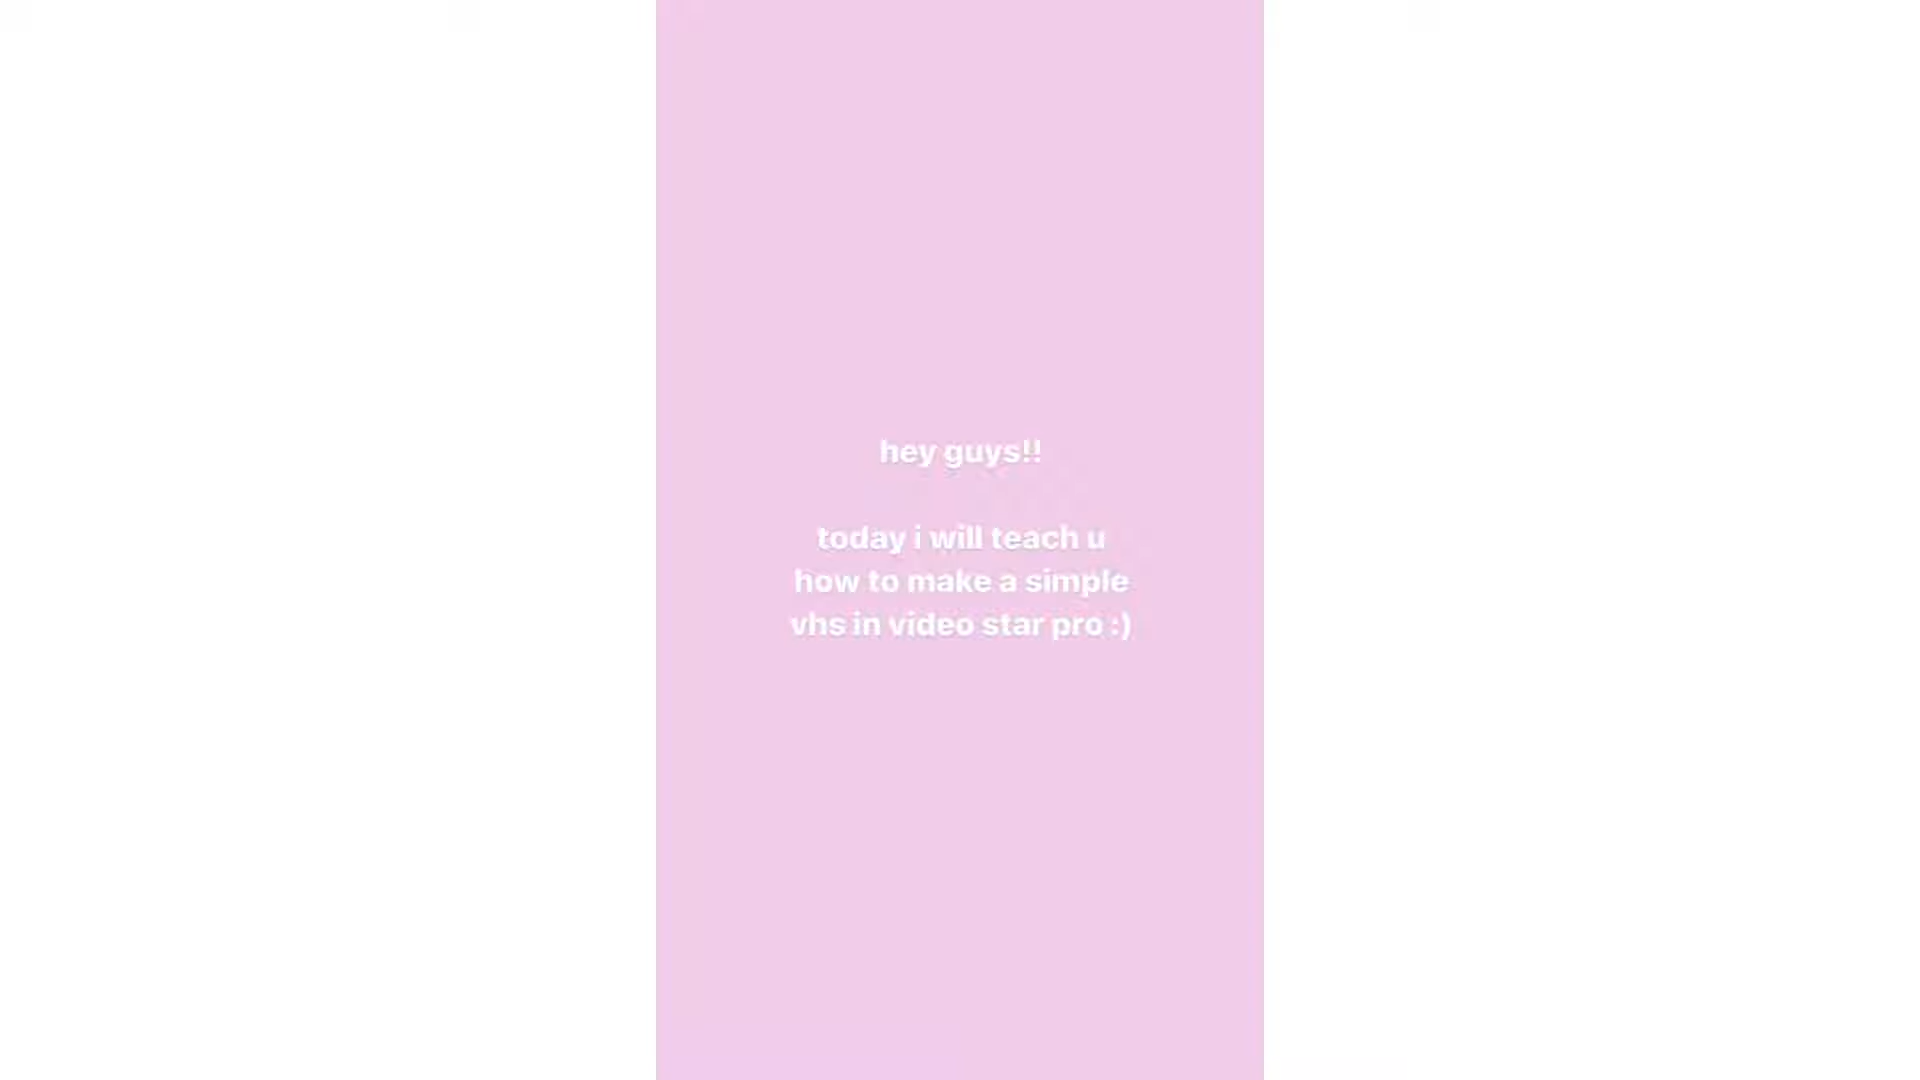 hey guys!!
today i will teach u
how to make a simple
vhs in video star pro :)